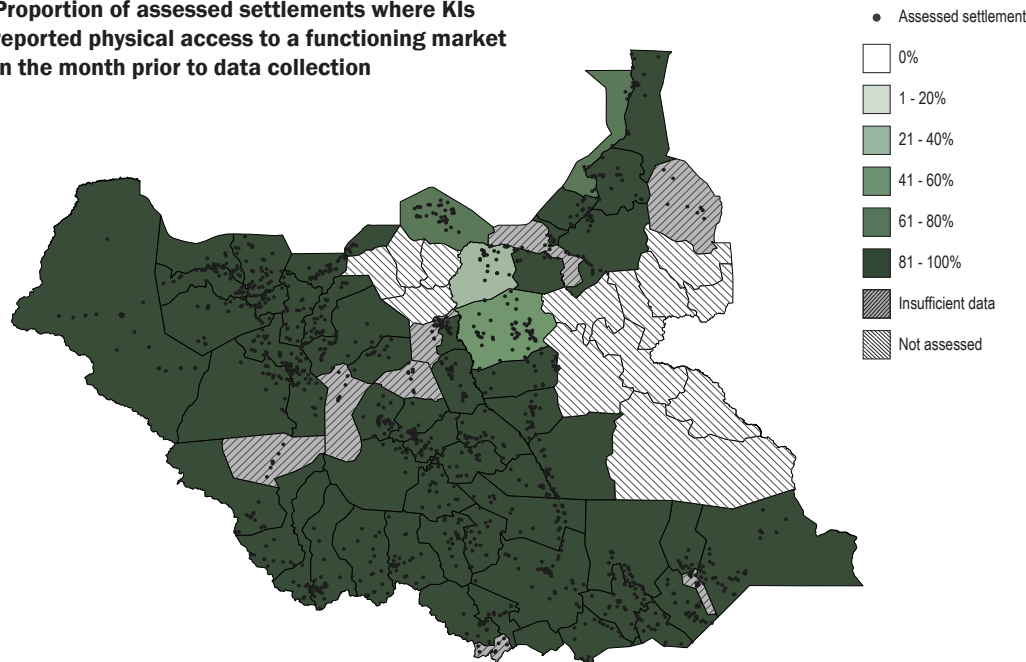 Proportion of assessed settlements where KIs
reported physical access to a functioning market
in the month prior to data collection
Assessed settlement
0%
1 - 20%
21 - 40%
41 - 60%
61 - 80%
81 - 100%
Insufficient data
Not assessed